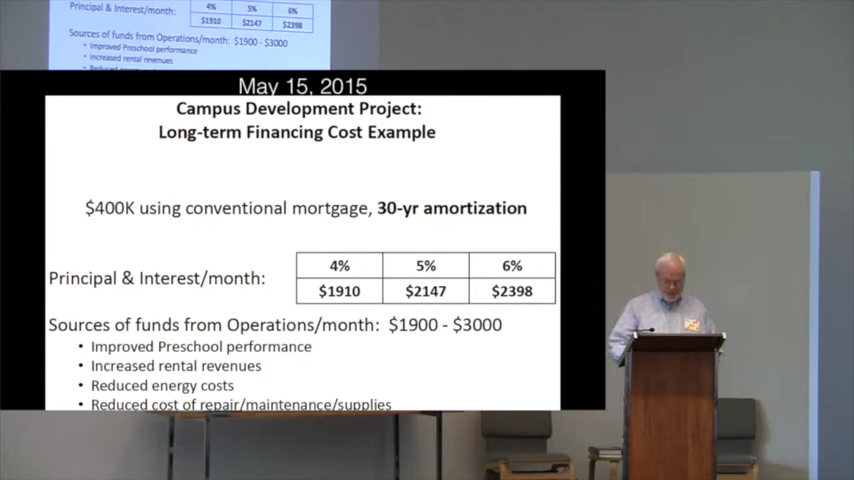 Principal & Interest/month:
4% 5% 6%
$1910 $2147 $2398
Sources of funds from Operations/month: $1900 - $3000
• Improved Preschool performance
• Increased rental revenues
• Reduced
May 15, 2015
Campus Development Project:
Long-term Financing Cost Example
$400K using conventional mortgage, 30-yr amortization
4% 5% 6%
Principal & Interest/month:
$1910 $2147 $2398
Sources of funds from Operations/month: $1900 - $3000
• Improved Preschool performance
• Increased rental revenues
• Reduced energy costs
• Reduced cost of repair/maintenance/supplies